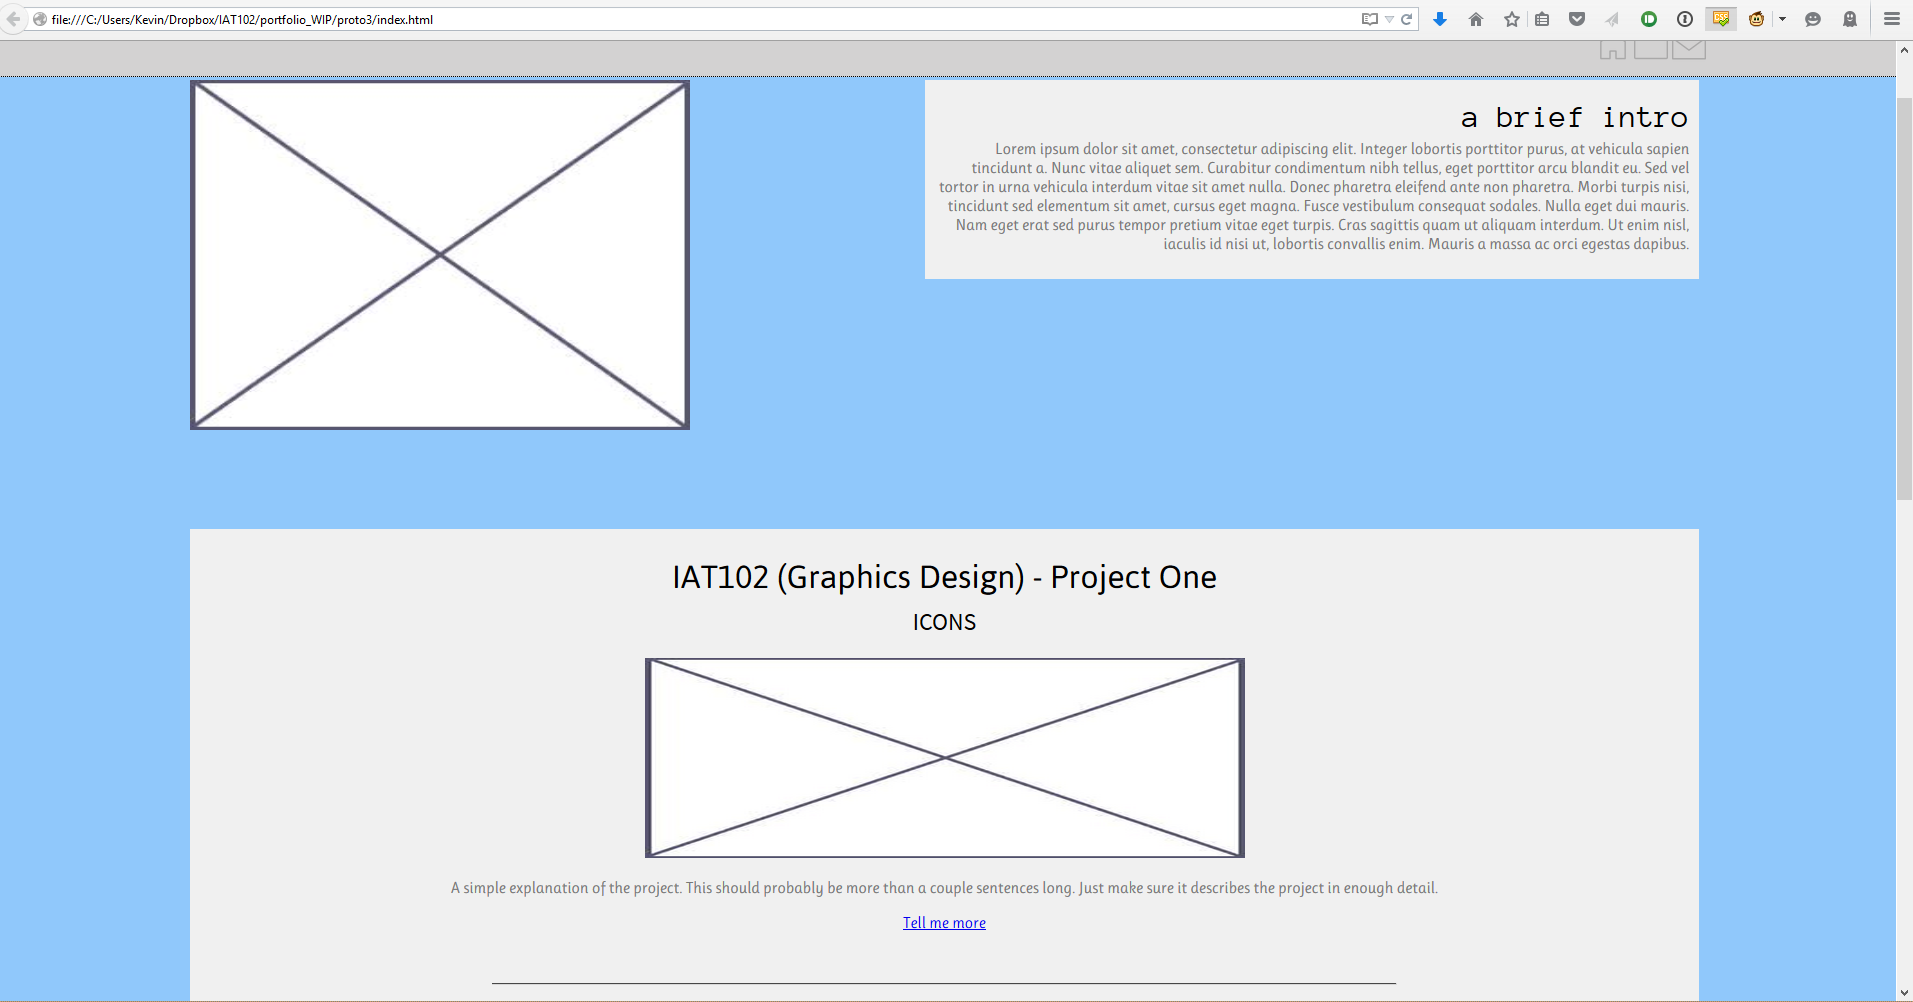 file:///C:/Users/Kevin/Dropbox/IAT102/portfolio_WIP/proto3/index.html
a brief intro
Lorem ipsum dolor sit amet, consectetur adipiscing elit. Integer lobortis porttitor purus, at vehicula sapien
tincidunt a. Nunc vitae aliquet sem. Curabitur condimentum nibh tellus, eget porttitor arcu blandit eu. Sed vel
tortor in urna vehicula interdum vitae sit amet nulla. Donec pharetra eleifend ante non pharetra. Morbi turpis nisi,
tincidunt sed elementum sit amet, cursus eget magna. Fusce vestibulum consequat sodales. Nulla eget dui mauris.
Nam eget erat sed purus tempor pretium vitae eget turpis. Cras sagittis quam ut aliquam interdum. Ut enim nisl,
iaculis id nisi ut, lobortis convallis enim. Mauris a massa ac orci egestas dapibus.
IAT102 (Graphics Design) - Project One
ICONS
A simple explanation of the project. This should probably be more than a couple sentences long. Just make sure it describes the project in enough detail.
Tell me more